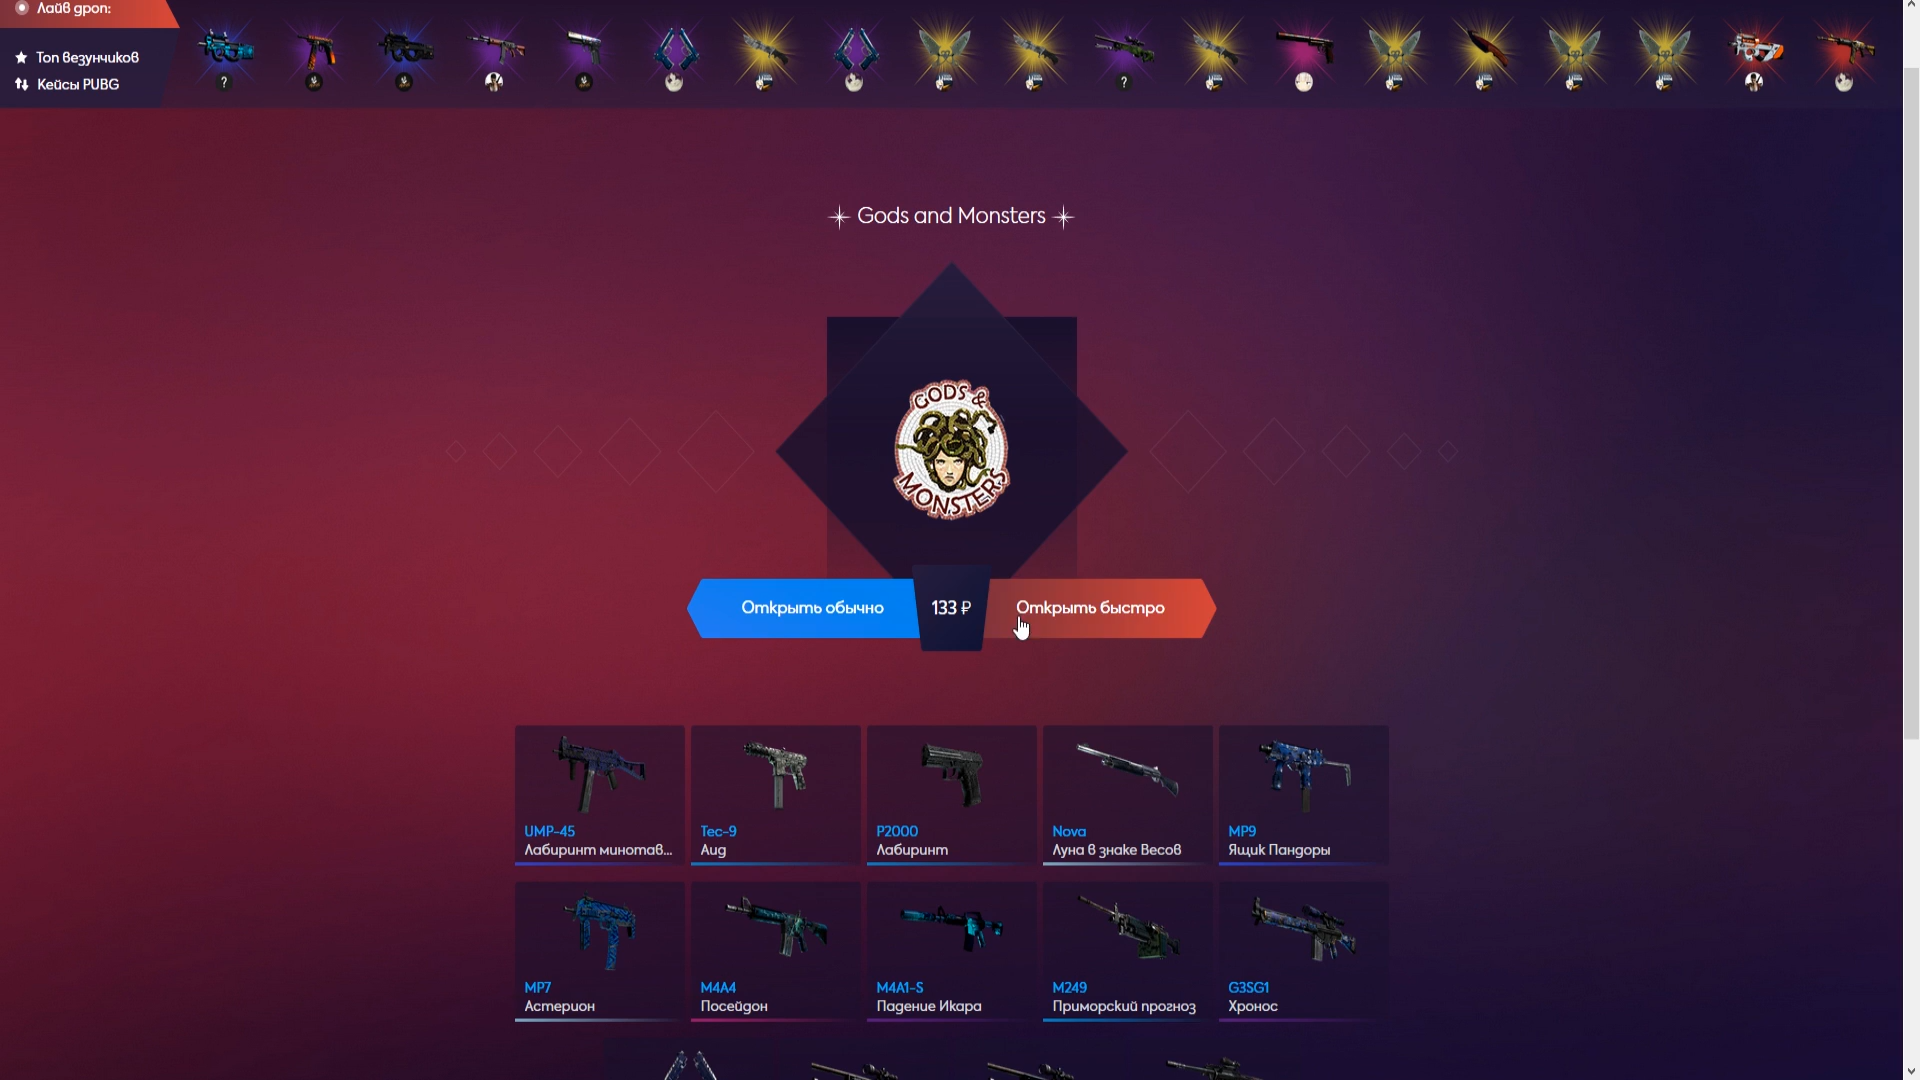 Лайв дроп:
Топ везунчиков
Кейсы PUBG
?
?
Gods and Monsters
GODS &
MONSTERS
Открыть обычно
133 ₽
Открыть быстро
UMP-45
Лабиринт минотав...
Tec-9
Аид
P2000
Лабиринт
Nova
Луна в знаке Весов
MP9
Ящик Пандоры
MP7
Астерион
M4A4
Посейдон
M4A1-S
Падение Икара
M249
Приморский прогноз
G3SG1
Хронос